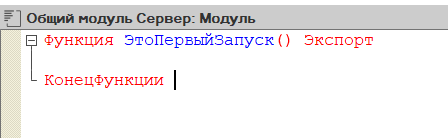 Общий модуль Сервер: Модуль
Функция ЭтоПервыйЗапуск() Экспорт
КонецФункции